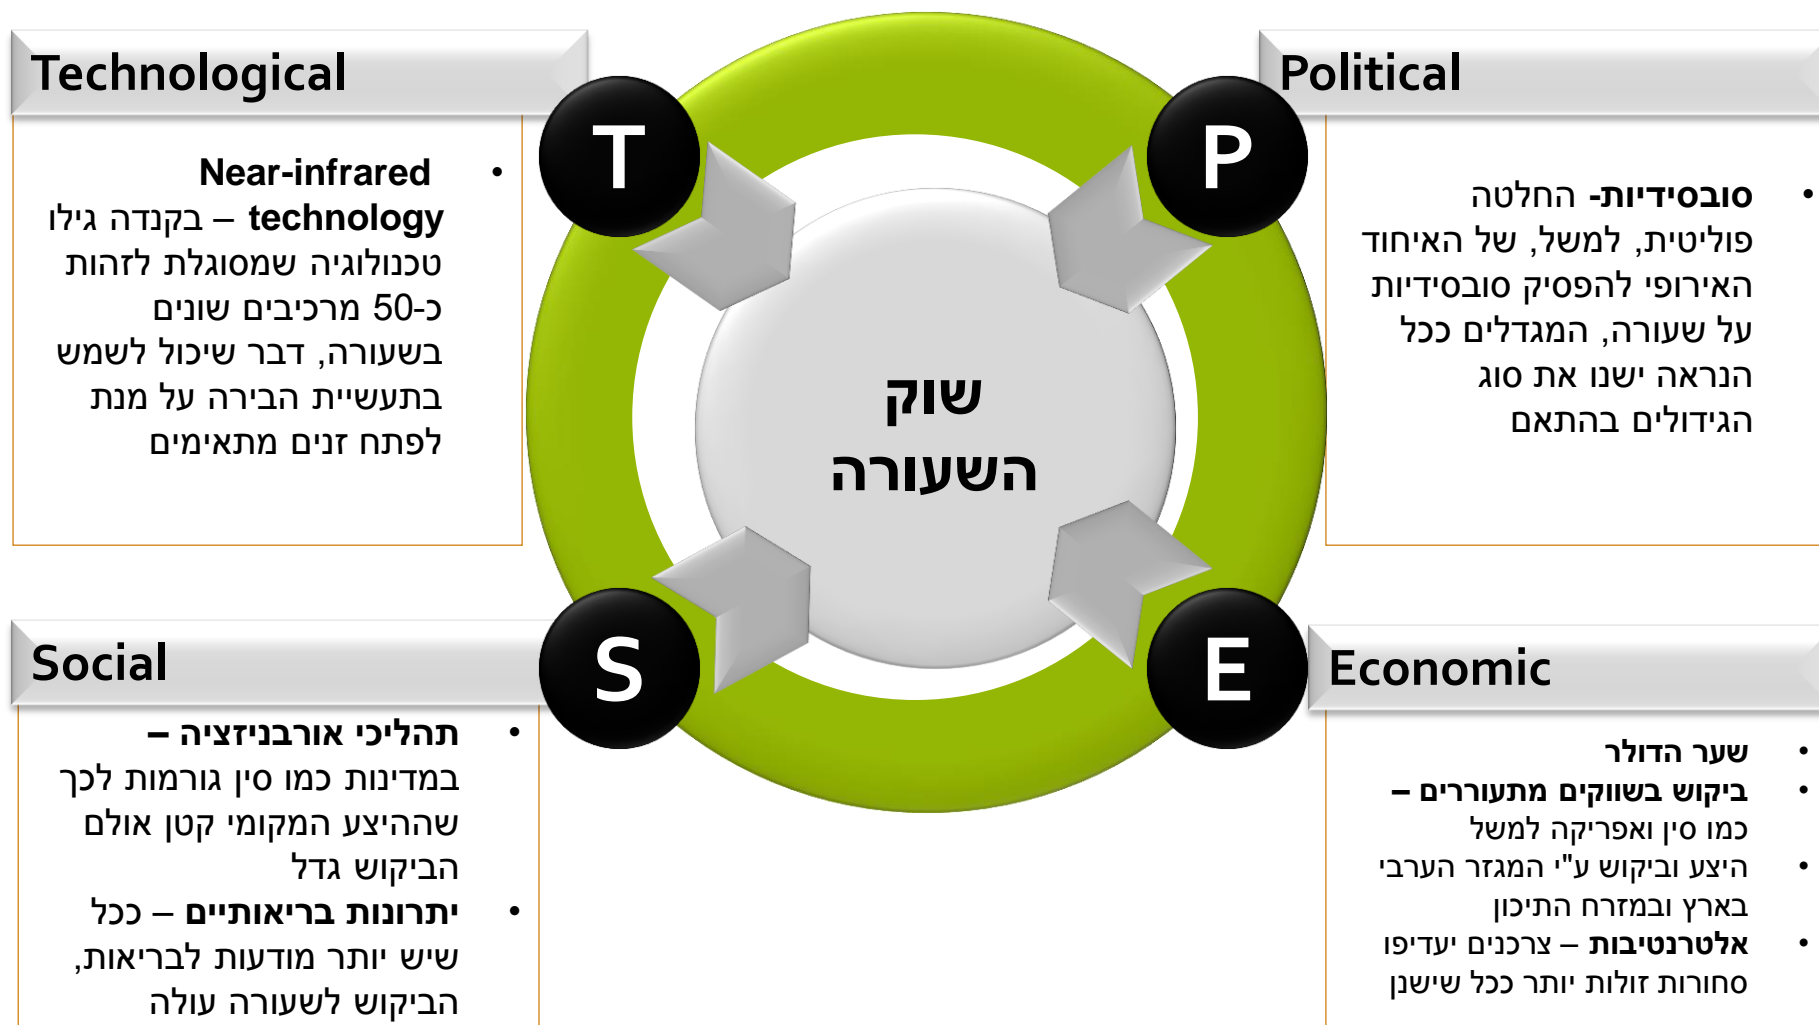 Technological
• Near-infrared
technology – בקנדה גילו
טכנולוגיה שמסוגלת לזהות
כ-50 מרכיבים שונים
בשעורה, דבר שיכול לשמש
בתעשיית הבירה על מנת
לפתח זנים מתאימים
T
Political
P
• סובסידיות- החלטה
פוליטית, למשל, של האיחוד
האירופי להפסיק סובסידיות
על שעורה, המגדלים ככל
הנראה ישנו את סוג
הגידולים בהתאם
שוק
השעורה
Social
S
• תהליכי אורבניזציה –
במדינות כמו סין גורמות לכך
שההיצע המקומי קטן אולם
הביקוש גדל
• יתרונות בריאותיים – ככל
שיש יותר מודעות לבריאות,
הביקוש לשעורה עולה
Economic
E
• שער הדולר
• ביקוש בשווקים מתעוררים –
כמו סין ואפריקה למשל
• היצע וביקוש ע"י המגזר הערבי
בארץ ובמזרח התיכון
• אלטרנטיבות – צרכנים יעדיפו
סחורות זולות יותר ככל שישנן